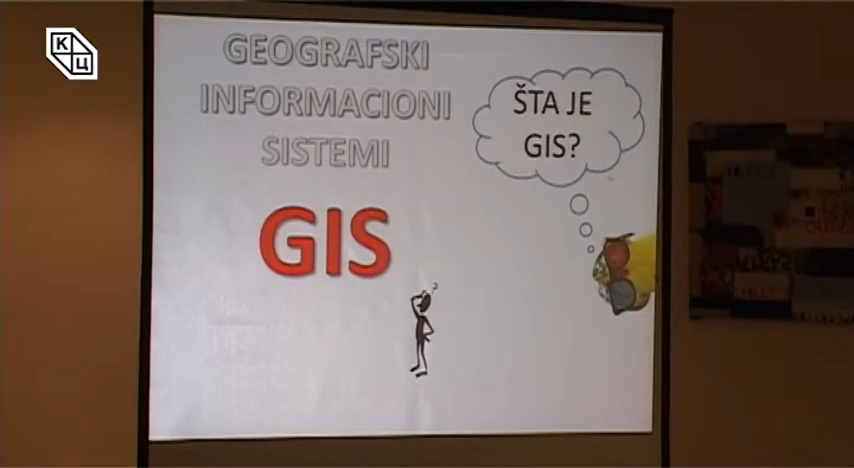 К
Ц
GEOGRAFSKI
INFORMACIONI
SISTEMI
GIS
ŠTA JE
GIS?